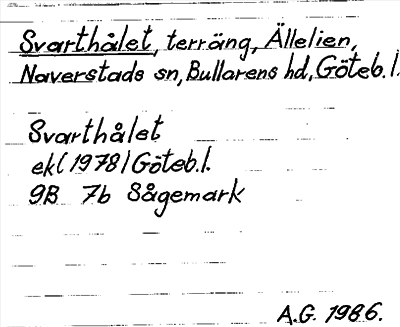 Svarthålet, terräng, Ällelien,
Naverstads sn, Bullarens hd, Göteb. l.
Svarthålet
ek (1978) Göteb. l.
9B 7b Sågemark
A.G. 1986.